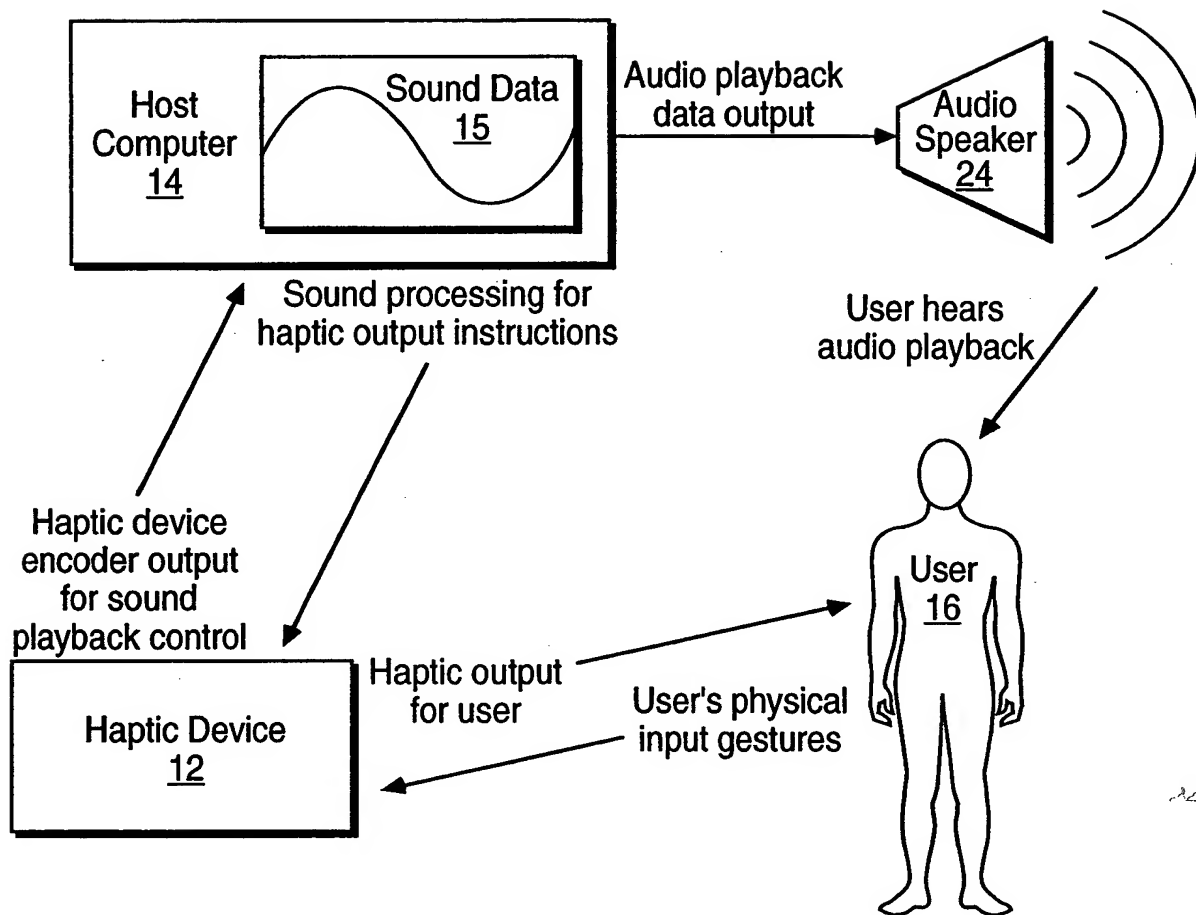 Host
Computer
14
Sound Data
15
Audio playback
data output
Audio
Speaker
24
Sound processing for
haptic output instructions
User hears
audio playback
Haptic device
encoder output
for sound
playback control
User
16
Haptic output
for user
User's physical
input gestures
Haptic Device
12